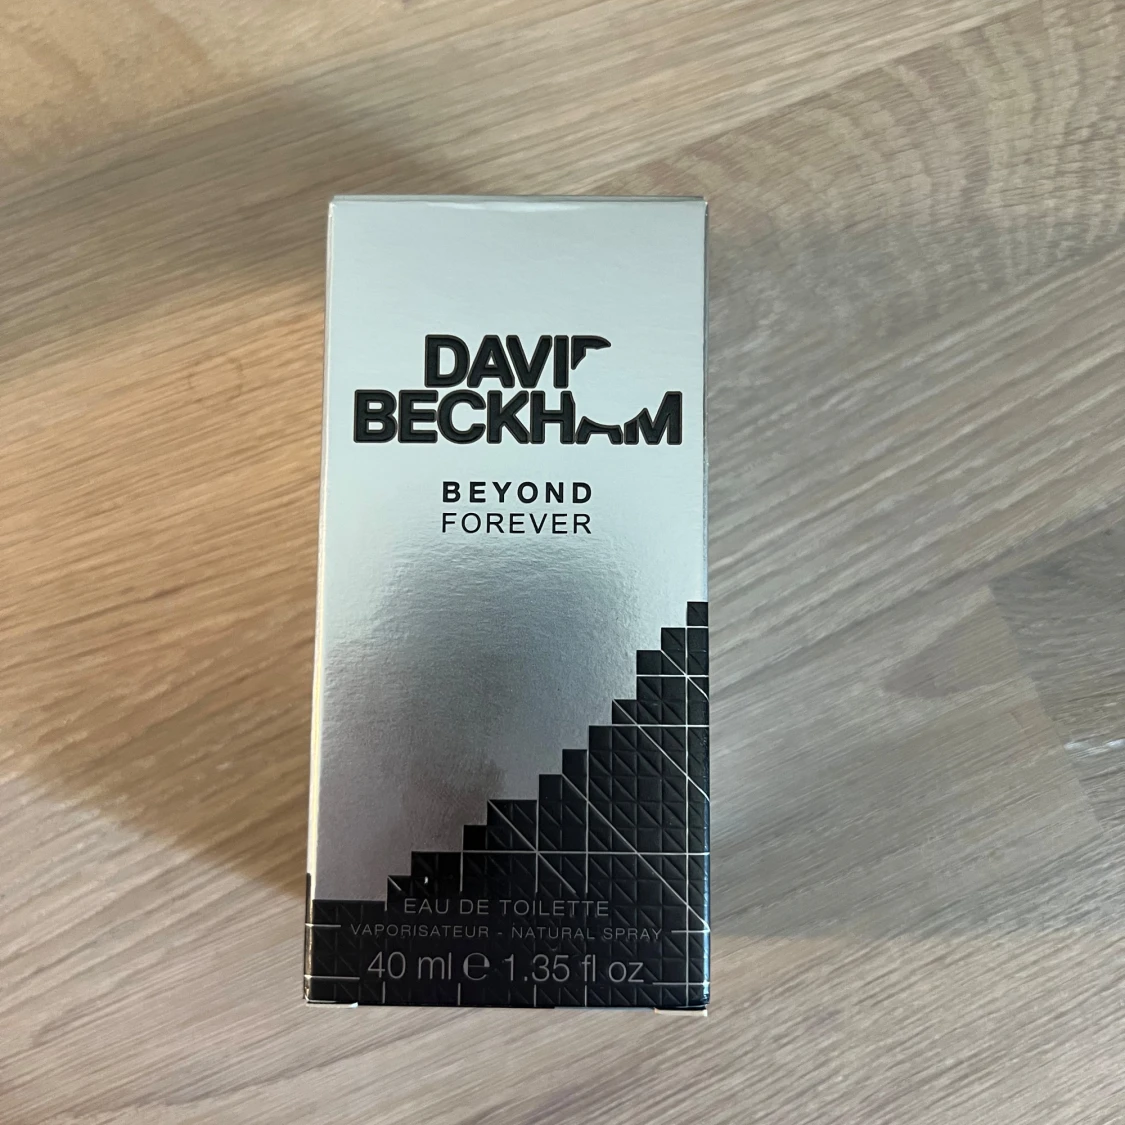 DAVID
BECKHAM
BEYOND
FOREVER
EAU DE TOILETTE
VAPORISATEUR - NATURAL SPRAY
40 ml ℮ 1.35 fl oz